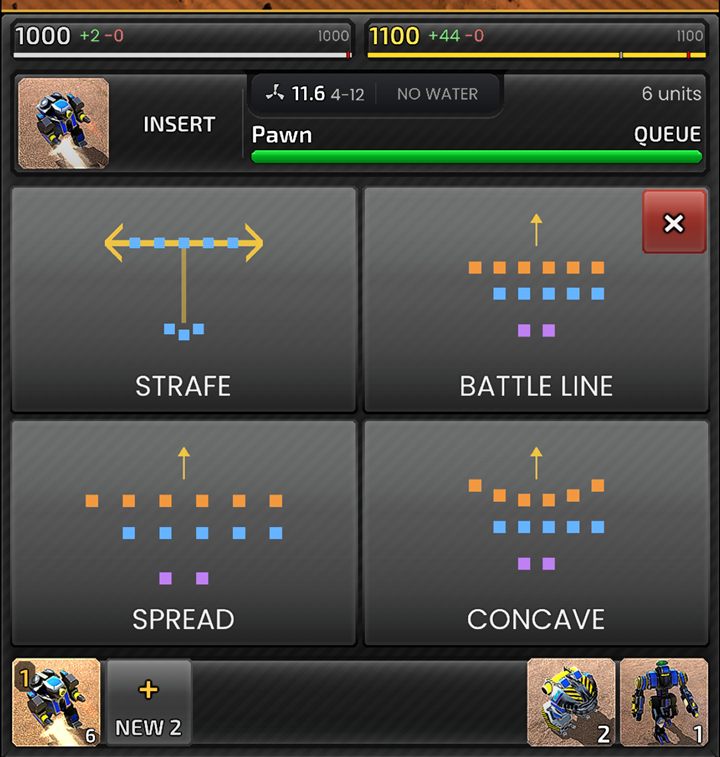 1000 +2 -0 1000
1100 +44 -0 1100
11.6 4-12 NO WATER
6 units
INSERT
Pawn
QUEUE
STRAFE
BATTLE LINE
SPREAD
CONCAVE
1
6
+
NEW 2
2
1